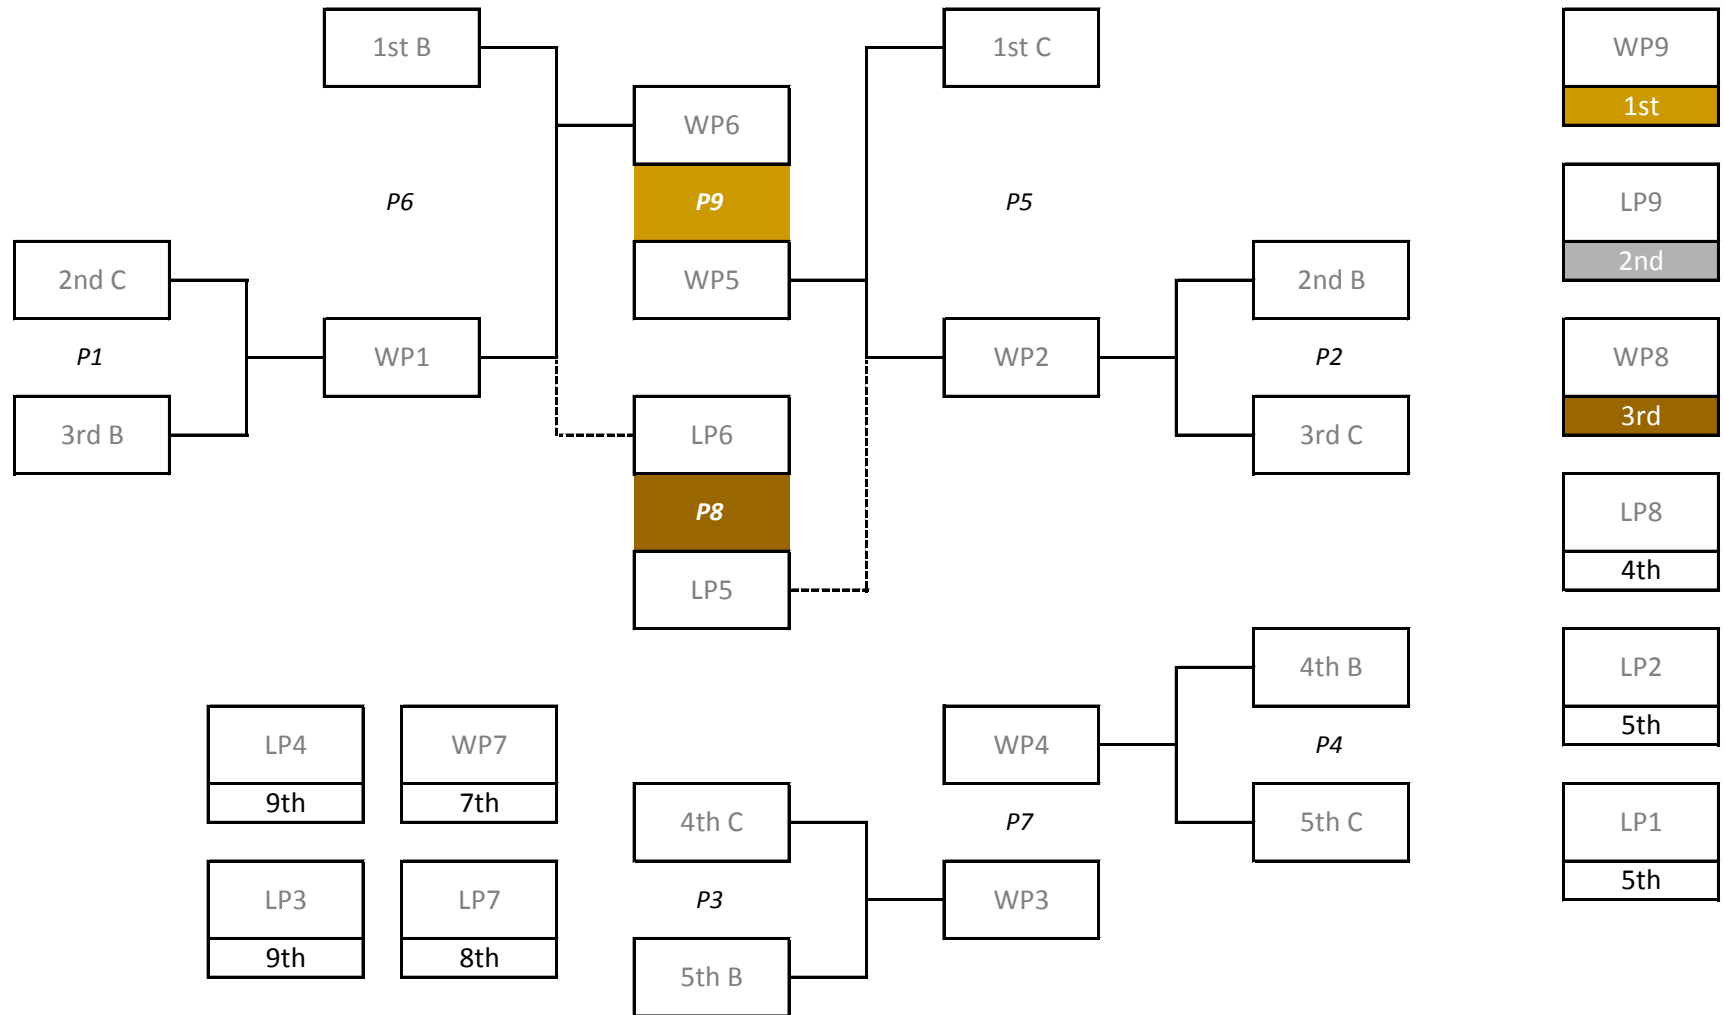 1st B
1st C
WP9
1st
WP6
P6
P9
P5
LP9
2nd
2nd C
WP5
2nd B
P1
WP1
WP2
P2
WP8
3rd
3rd B
LP6
3rd C
P8
LP8
4th
LP5
4th B
LP2
5th
LP4
9th
WP7
7th
WP4
P4
4th C
P7
5th C
LP1
5th
LP3
9th
LP7
8th
P3
WP3
5th B